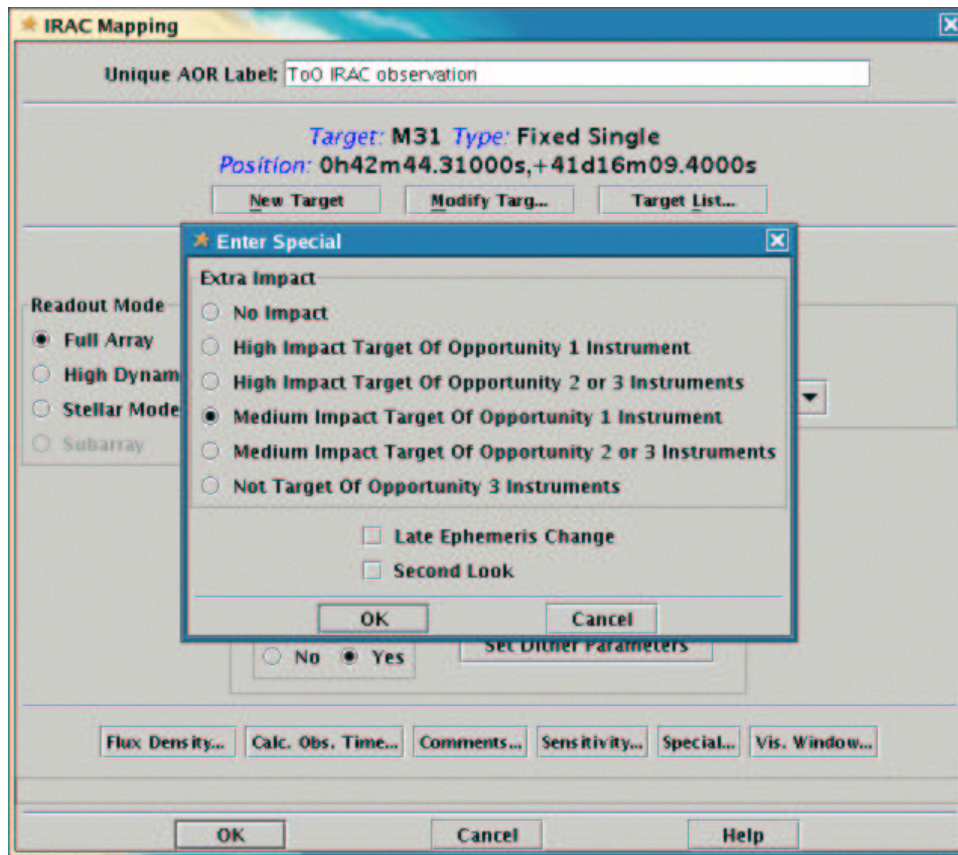 IRAC Mapping
Unique AOR Label: ToO IRAC observation
Target: M31 Type: Fixed Single
Position: 0h42m44.31000s,+41d16m09.4000s
New Target Modify Targ... Target List...
Enter Special
Extra Impact
No Impact
High Impact Target Of Opportunity 1 Instrument
High Impact Target Of Opportunity 2 or 3 Instruments
Medium Impact Target Of Opportunity 1 Instrument
Medium Impact Target Of Opportunity 2 or 3 Instruments
Not Target Of Opportunity 3 Instruments
Late Ephemeris Change
Second Look
OK Cancel
Readout Mode
Full Array
High Dynam
Stellar Mode
Subarray
No Yes Set Dither Parameters
Flux Density... Calc. Obs. Time... Comments... Sensitivity... Special... Vis. Window...
OK Cancel Help